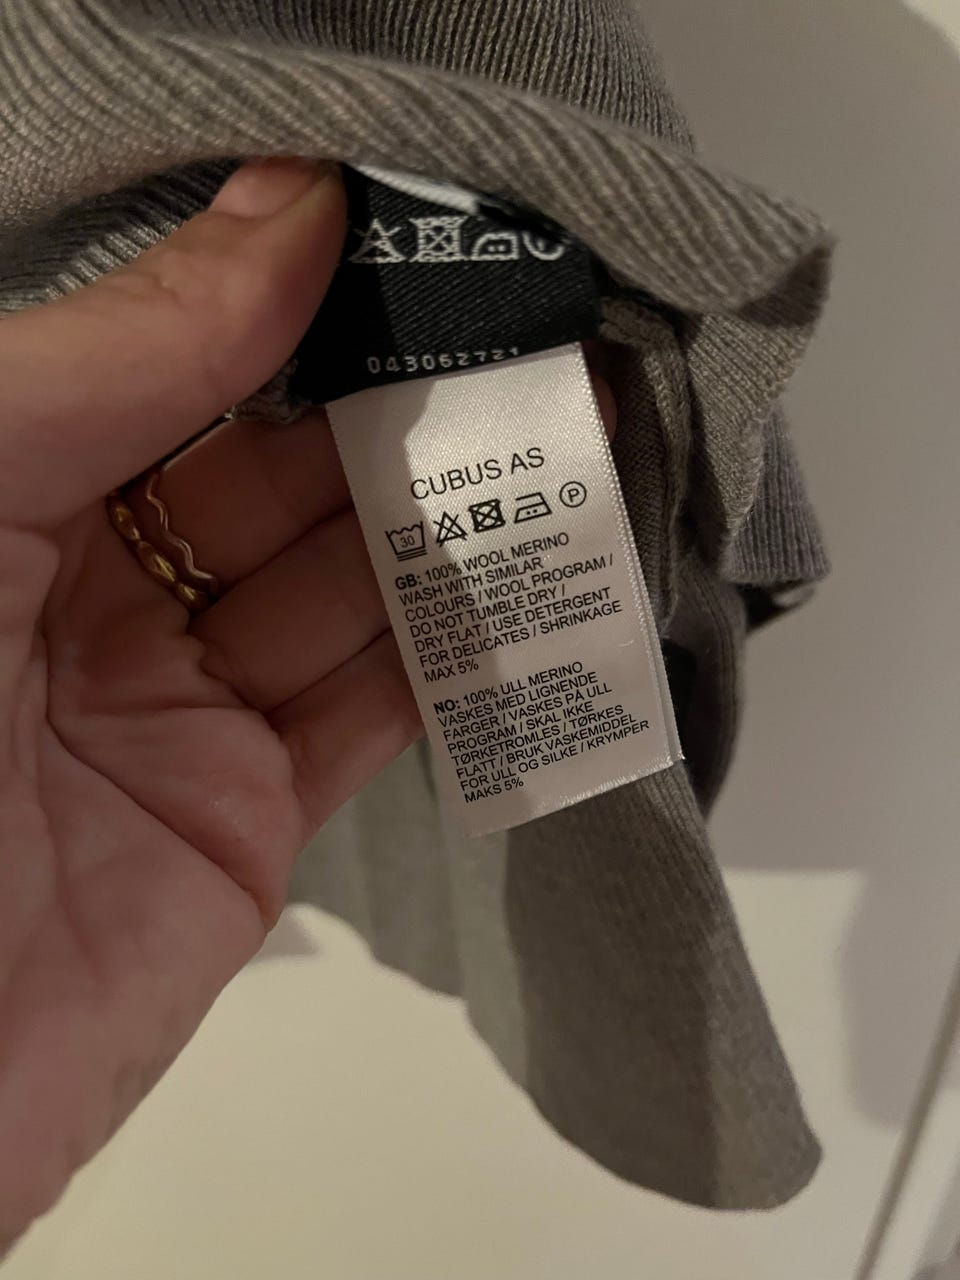 CUBUS AS
30 P
GB: 100% WOOL MERINO
WASH WITH SIMILAR
COLOURS / WOOL PROGRAM /
DO NOT TUMBLE DRY /
DRY FLAT / USE DETERGENT
FOR DELICATES / SHRINKAGE
MAX 5%
NO: 100% ULL MERINO
VASKES MED LIGNENDE
FARGER / VASKES PÅ ULL
PROGRAM / SKAL IKKE
TØRKETROMLES / TØRKES
FLATT / BRUK VASKEMIDDEL
FOR ULL OG SILKE / KRYMPER
MAKS 5%